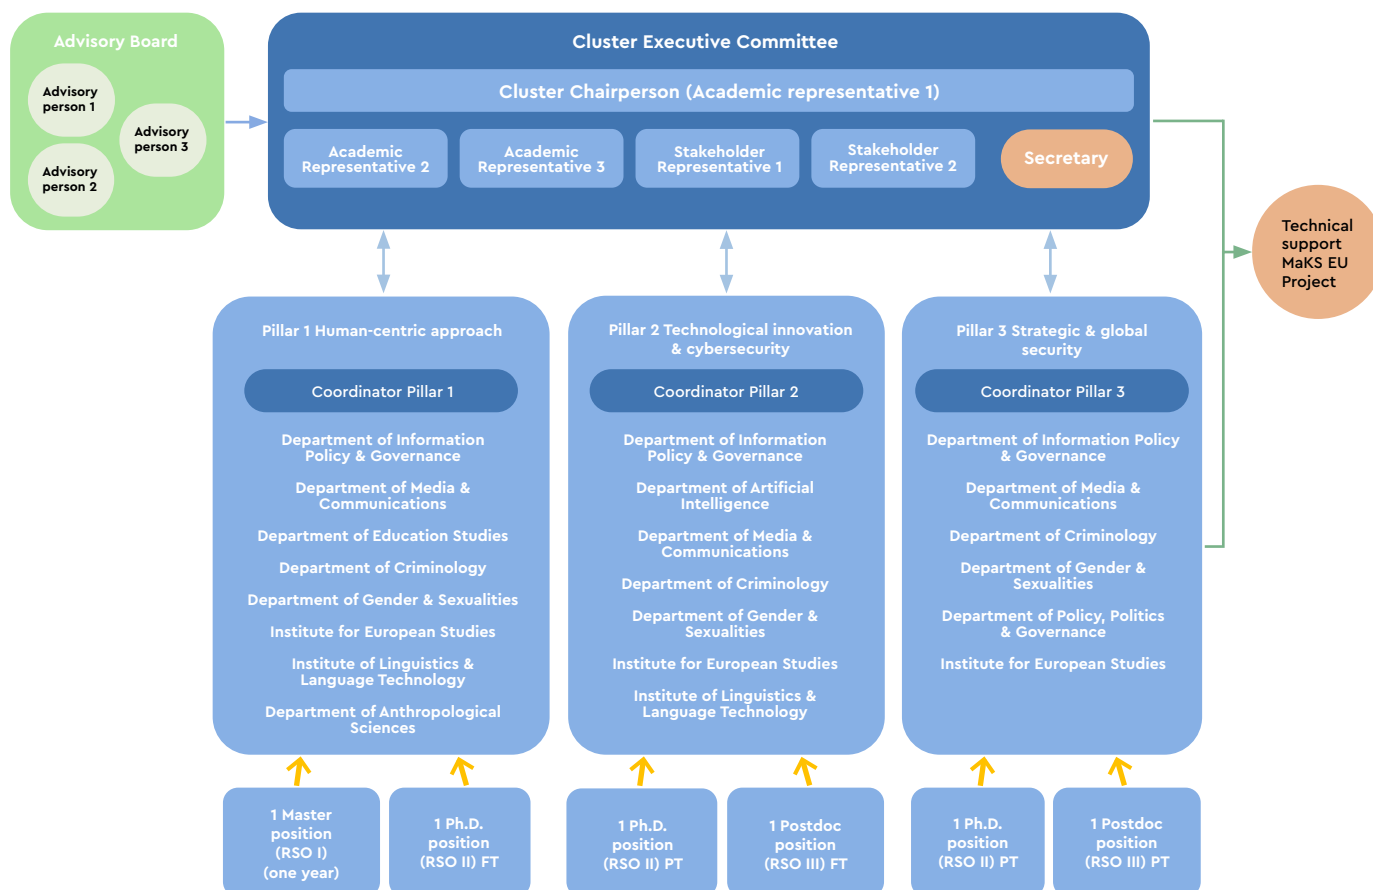 Advisory Board
Advisory
person 1
Advisory
person 2
Advisory
person 3
Cluster Executive Committee
Cluster Chairperson (Academic representative 1)
Academic
Representative 2
Academic
Representative 3
Stakeholder
Representative 1
Stakeholder
Representative 2
Secretary
Technical
support
MaKS EU
Project
Pillar 1 Human-centric approach
Coordinator Pillar 1
Department of Information
Policy & Governance
Department of Media &
Communications
Department of Education Studies
Department of Criminology
Department of Gender & Sexualities
Institute for European Studies
Institute of Linguistics &
Language Technology
Department of Anthropological
Sciences
Pillar 2 Technological innovation
& cybersecurity
Coordinator Pillar 2
Department of Information
Policy & Governance
Department of Artificial
Intelligence
Department of Media &
Communications
Department of Criminology
Department of Gender &
Sexualities
Institute for European Studies
Institute of Linguistics &
Language Technology
Pillar 3 Strategic & global
security
Coordinator Pillar 3
Department of Information Policy
& Governance
Department of Media &
Communications
Department of Criminology
Department of Gender &
Sexualities
Department of Policy, Politics
& Governance
Institute for European Studies
1 Master
position
(RSO I)
(one year)
1 Ph.D.
position
(RSO II) FT
1 Ph.D.
position
(RSO II) PT
1 Postdoc
position
(RSO III) FT
1 Ph.D.
position
(RSO II) PT
1 Postdoc
position
(RSO III) PT